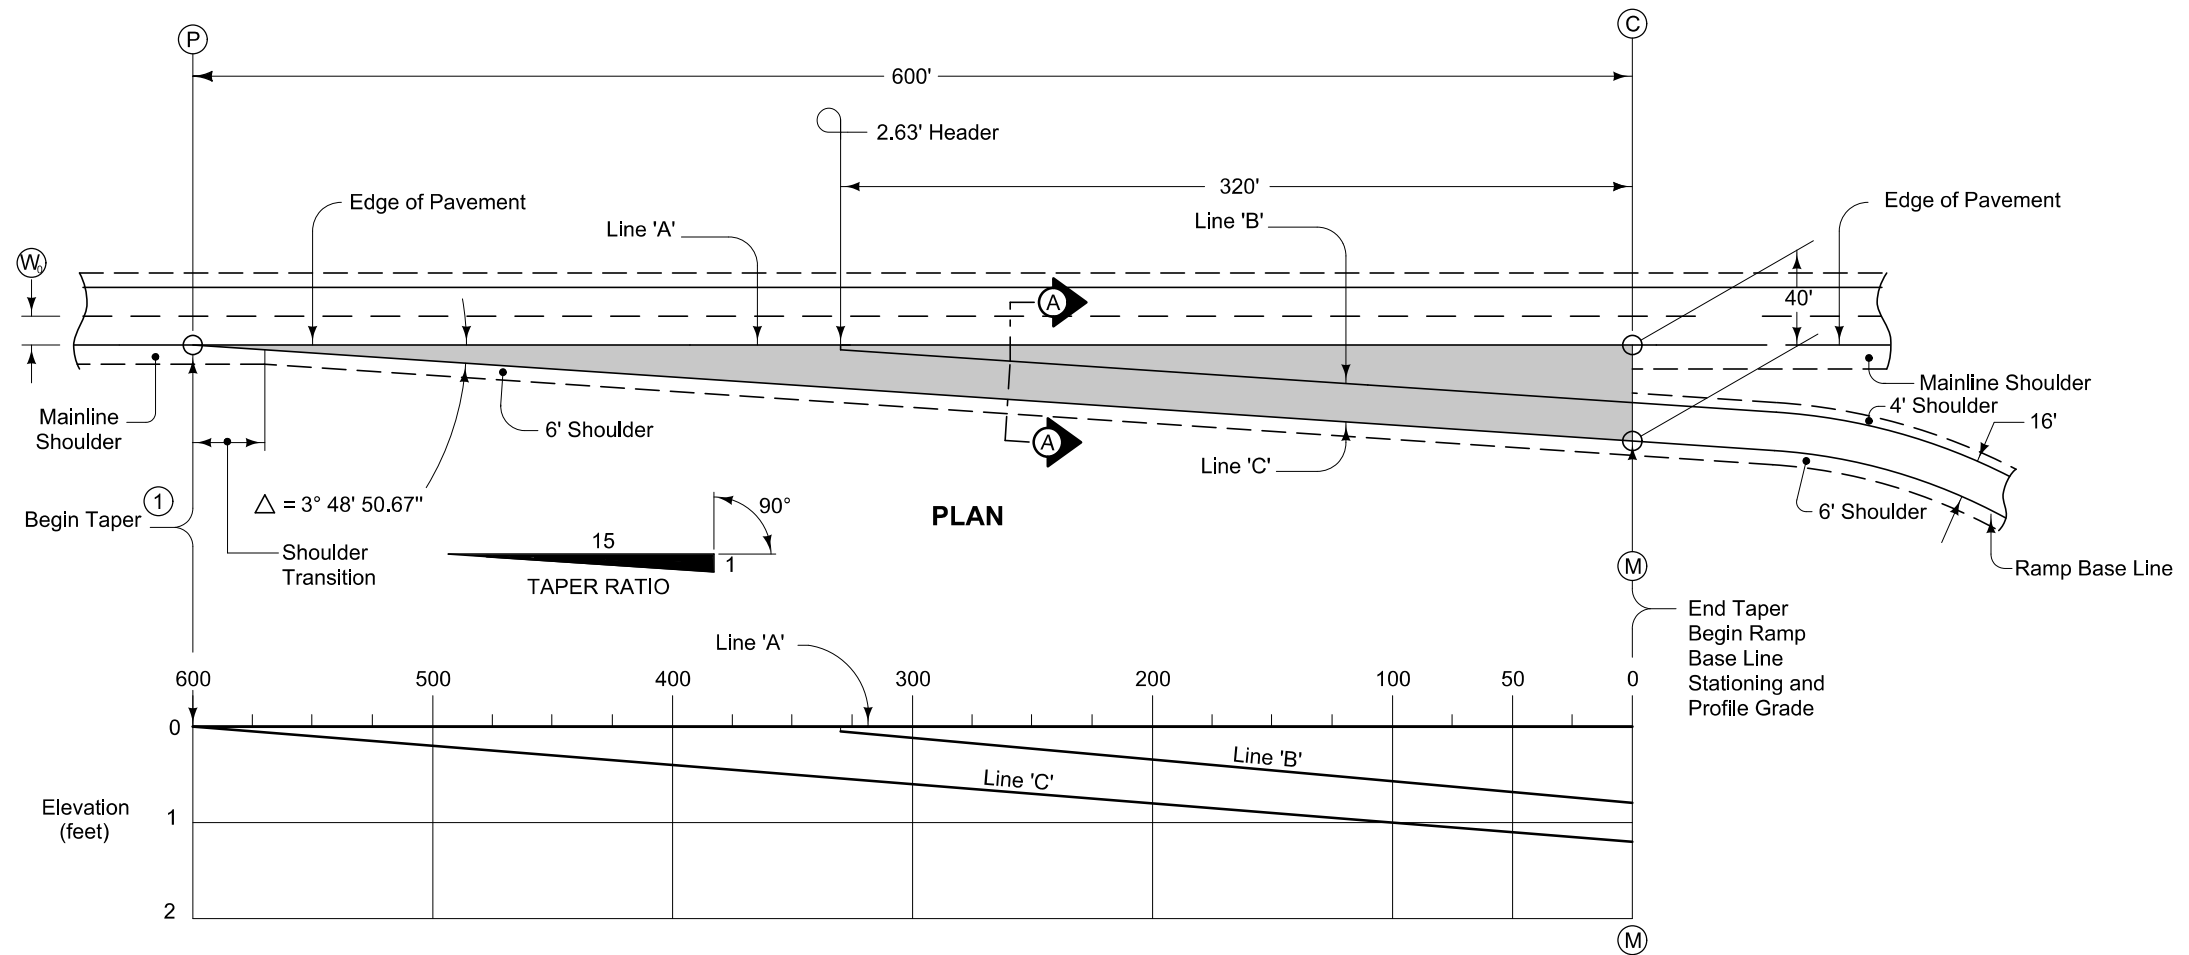 P
C
600'
2.63' Header
320'
Edge of Pavement
Line 'A'
Line 'B'
Edge of Pavement
W₀
A
40'
Mainline
Shoulder
6' Shoulder
A
Line 'C'
Mainline Shoulder
4' Shoulder
16'
6' Shoulder
Ramp Base Line
1
Begin Taper
△ = 3° 48' 50.67"
Shoulder
Transition
15
90°
1
TAPER RATIO
PLAN
M
End Taper
Begin Ramp
Base Line
Stationing and
Profile Grade
Line 'A'
600 500 400 300 200 100 50 0
0
Line 'B'
Line 'C'
Elevation
(feet)
1
2
M